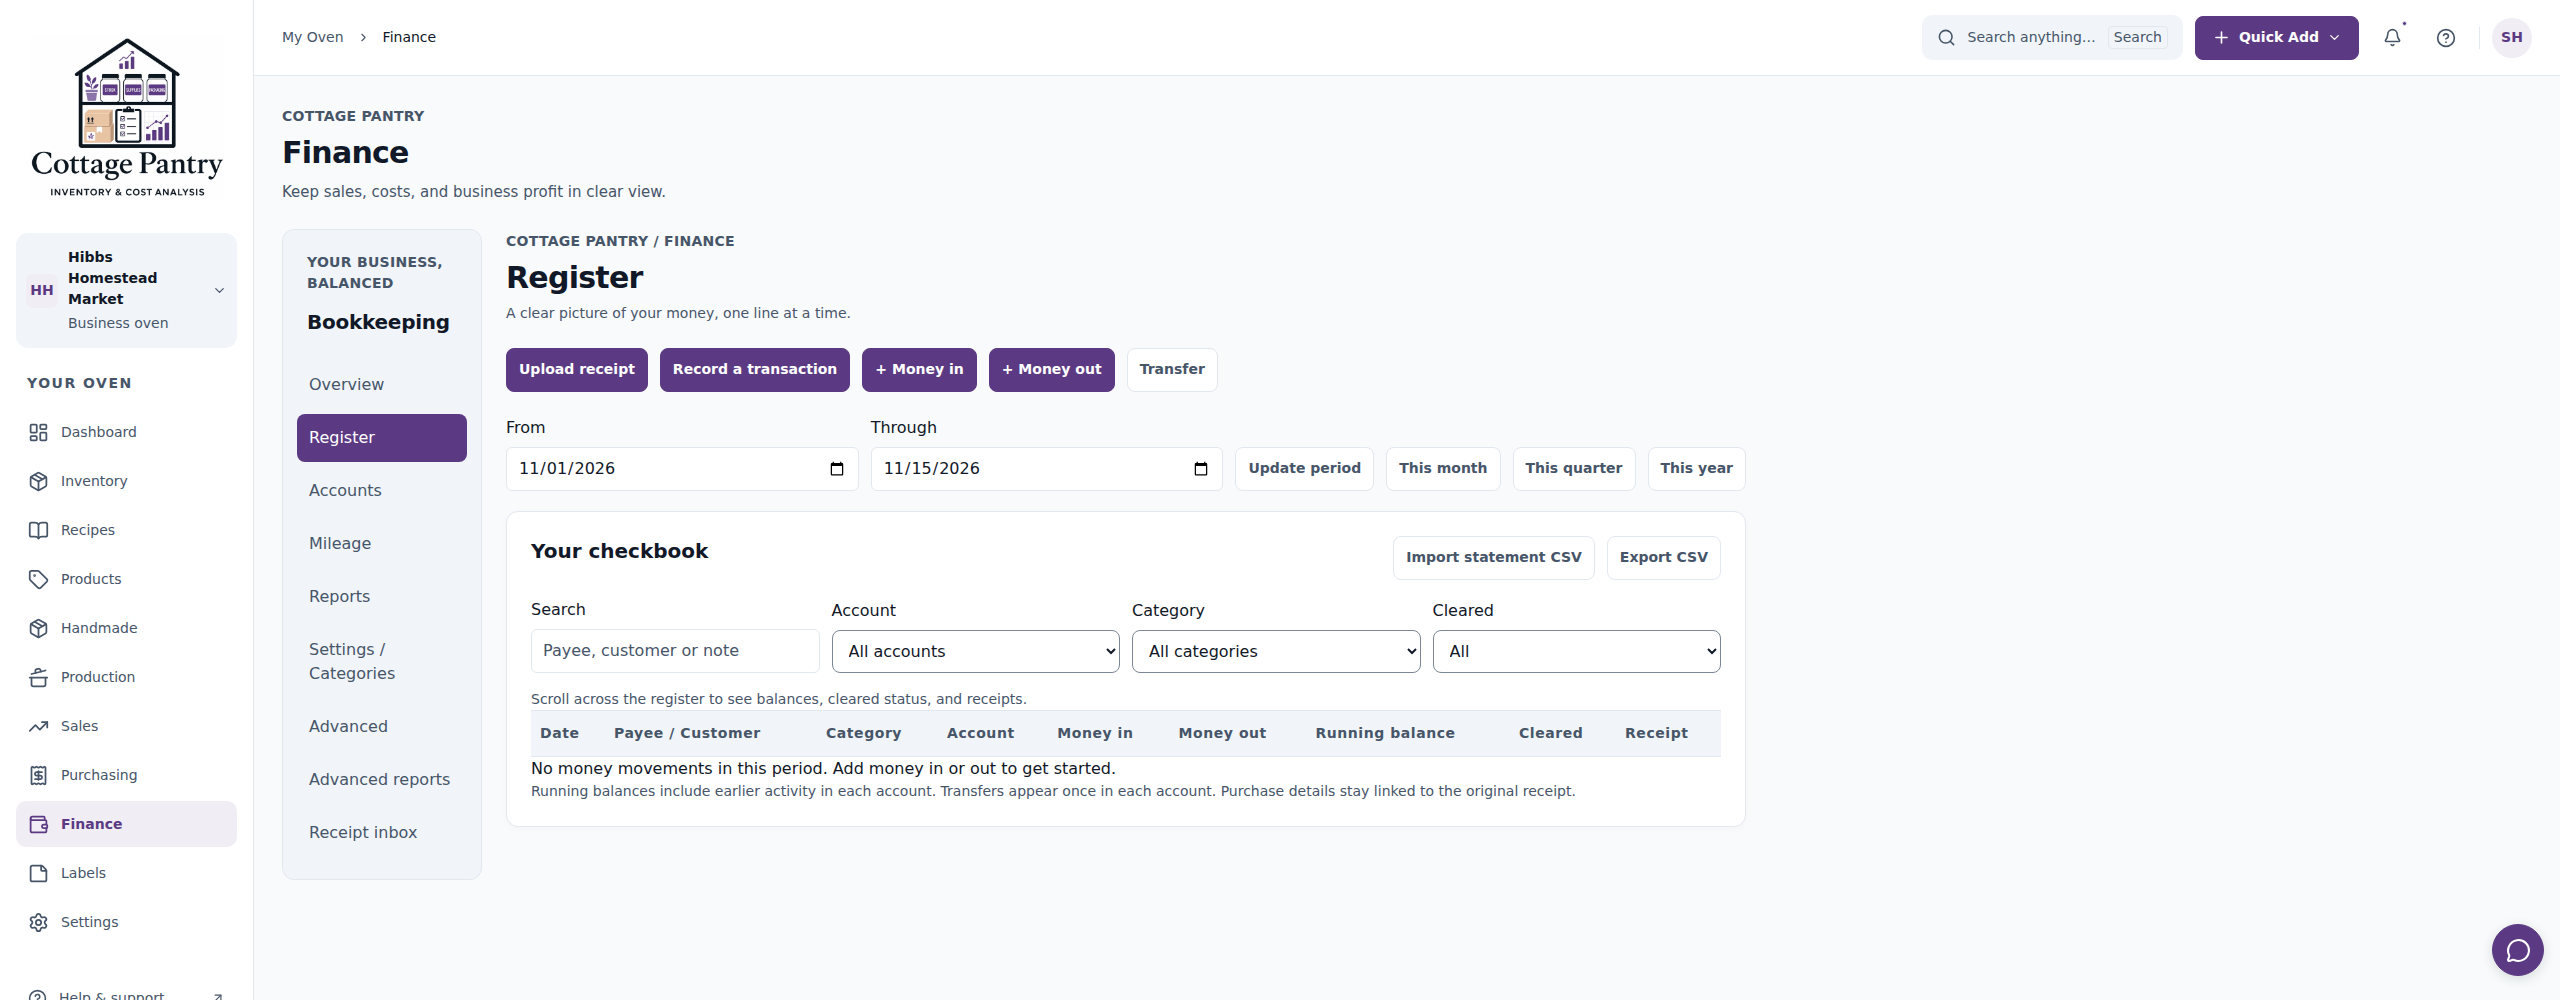 My Oven
Finance
Search anything...
Search
Quick Add
SH
Cottage Pantry
INVENTORY & COST ANALYSIS
HH
Hibbs
Homestead
Market
Business oven
YOUR OVEN
Dashboard
Inventory
Recipes
Products
Handmade
Production
Sales
Purchasing
Finance
Labels
Settings
Help & support
COTTAGE PANTRY
Finance
Keep sales, costs, and business profit in clear view.
YOUR BUSINESS,
BALANCED
Bookkeeping
Overview
Register
Accounts
Mileage
Reports
Settings /
Categories
Advanced
Advanced reports
Receipt inbox
COTTAGE PANTRY / FINANCE
Register
A clear picture of your money, one line at a time.
Upload receipt
Record a transaction
+ Money in
+ Money out
Transfer
From
Through
11/01/2026
11/15/2026
Update period
This month
This quarter
This year
Your checkbook
Import statement CSV
Export CSV
Search
Account
Category
Cleared
Payee, customer or note
All accounts
All categories
All
Scroll across the register to see balances, cleared status, and receipts.
Date Payee / Customer Category Account Money in Money out Running balance Cleared Receipt
No money movements in this period. Add money in or out to get started.
Running balances include earlier activity in each account. Transfers appear once in each account. Purchase details stay linked to the original receipt.